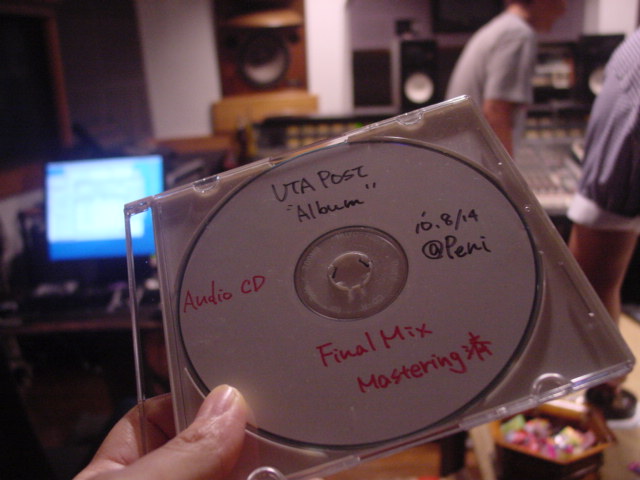 UTA POST
"Album"
'10.8/14
@Peni
Audio CD
Final Mix
Mastering済